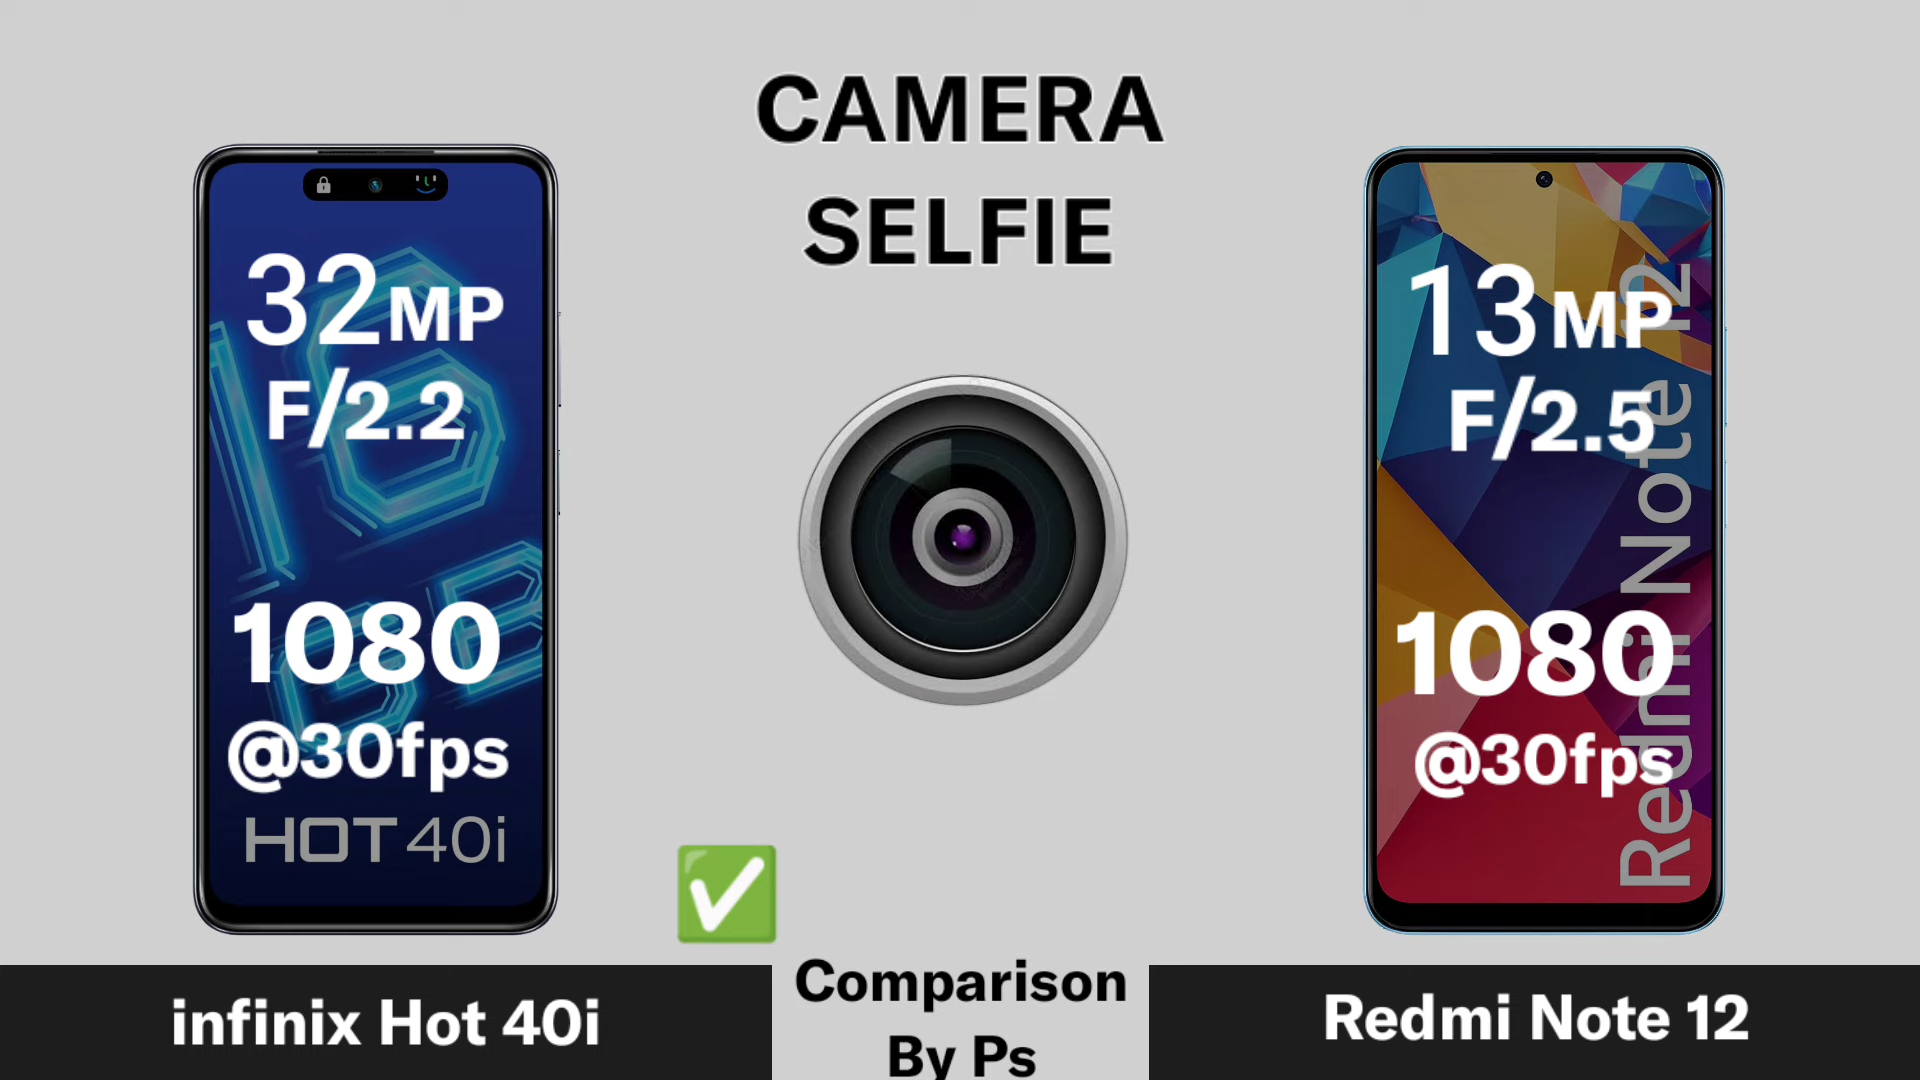 CAMERA
SELFIE
32MP
F/2.2
1080
@30fps
HOT 40i
13MP
F/2.5
1080
@30fps
Redmi Note 12
infinix Hot 40i
Comparison
By Ps
Redmi Note 12